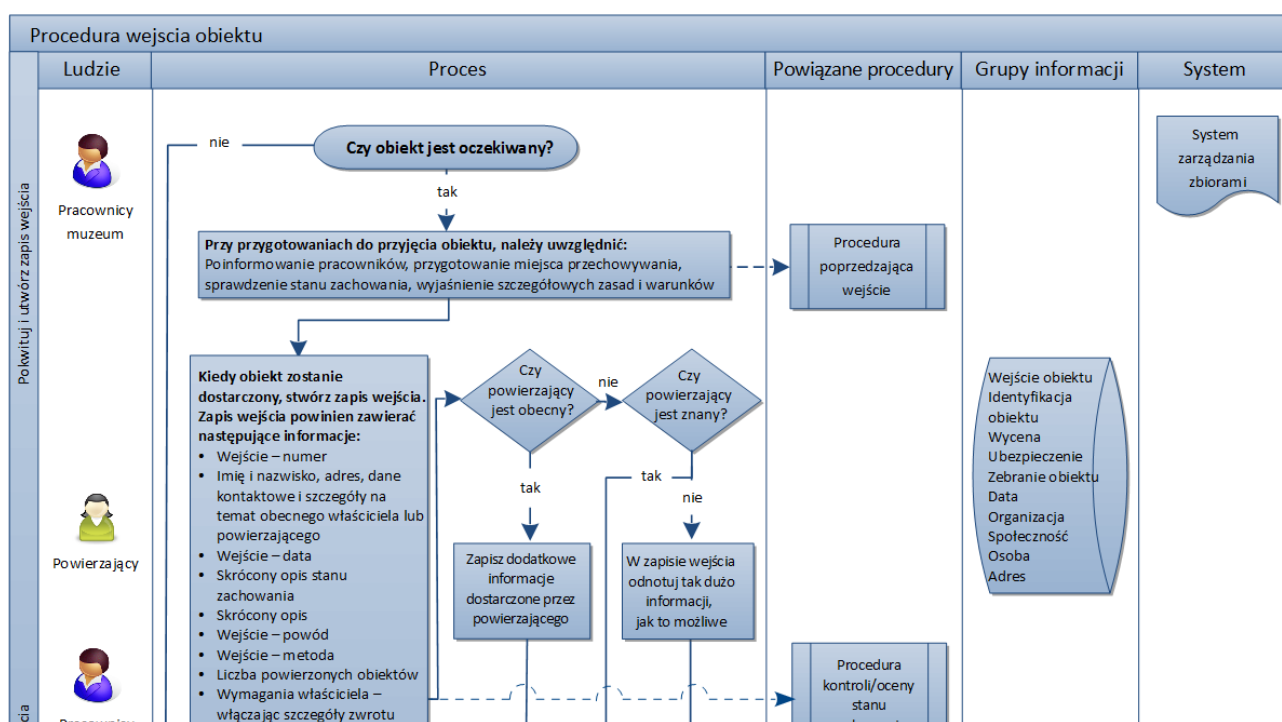 Procedura wejscia obiektu
Ludzie
Proces
Powiązane procedury
Grupy informacji
System
Pokwituj i utwórz zapis wejścia
Pracownicy
muzeum
nie
Czy obiekt jest oczekiwany?
tak
Przy przygotowaniach do przyjęcia obiektu, należy uwzględnić:
Poinformowanie pracowników, przygotowanie miejsca przechowywania,
sprawdzenie stanu zachowania, wyjaśnienie szczegółowych zasad i warunków
Procedura
poprzedzająca
wejście
System
zarządzania
zbiorami
Kiedy obiekt zostanie
dostarczony, stwórz zapis wejścia.
Zapis wejścia powinien zawierać
następujące informacje:
• Wejście – numer
• Imię i nazwisko, adres, dane
kontaktowe i szczegóły na
temat obecnego właściciela lub
powierzającego
• Wejście – data
• Skrócony opis stanu
zachowania
• Skrócony opis
• Wejście – powód
• Wejście – metoda
• Liczba powierzonych obiektów
• Wymagania właściciela –
włączając szczegóły zwrotu
Czy
powierzający
jest obecny?
nie
Czy
powierzający
jest znany?
tak
tak
nie
Zapisz dodatkowe
informacje
dostarczone przez
powierzającego
W zapisie wejścia
odnotuj tak dużo
informacji,
jak to możliwe
Wejście obiektu
Identyfikacja
obiektu
Wycena
Ubezpieczenie
Zebranie obiektu
Data
Organizacja
Społeczność
Osoba
Adres
Powierzający
Procedura
kontroli/oceny
stanu
Pracownicy